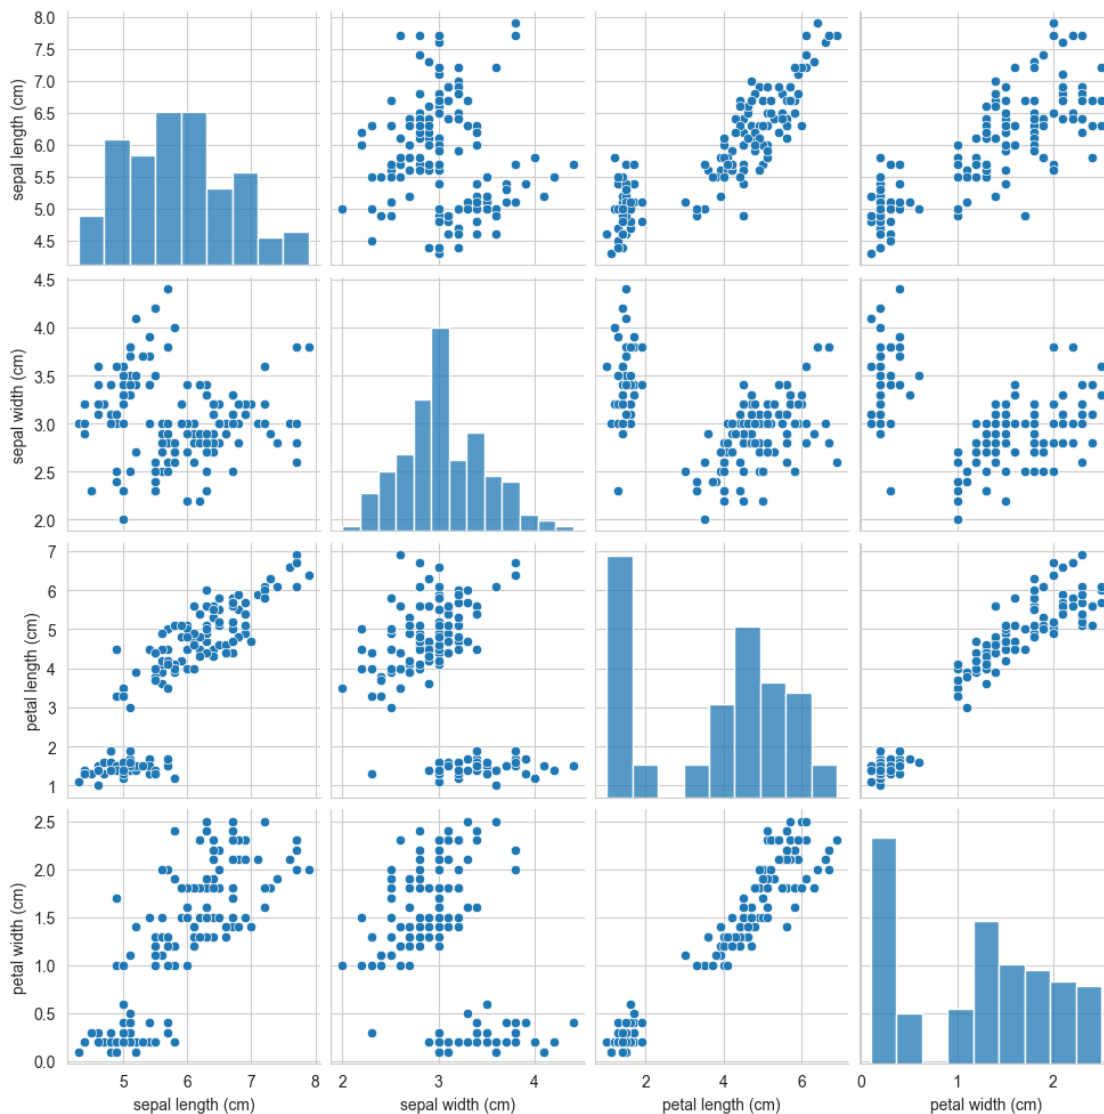 8.0
7.5
7.0
6.5
6.0
5.5
5.0
4.5
sepal length (cm)
4.5
4.0
3.5
3.0
2.5
2.0
sepal width (cm)
7
6
5
4
3
2
1
petal length (cm)
2.5
2.0
1.5
1.0
0.5
0.0
petal width (cm)
5 6 7 8
sepal length (cm)
2 3 4
sepal width (cm)
2 4 6
petal length (cm)
0 1 2
petal width (cm)